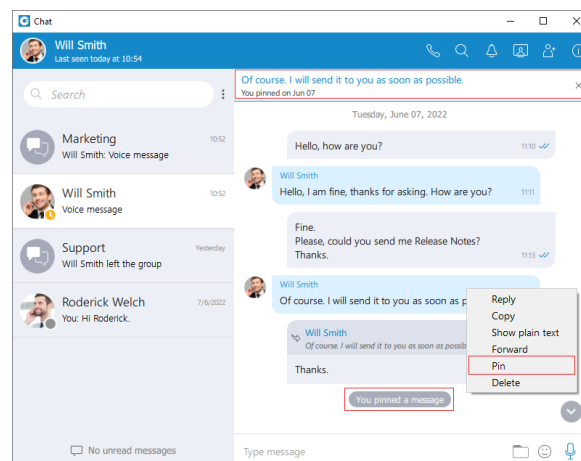 Chat
Will Smith
Last seen today at 10:54
Search
Marketing
10:52
Will Smith: Voice message
Will Smith
10:52
Voice message
Support
Yesterday
Will Smith left the group
Roderick Welch
7/6/2022
You: Hi Roderick.
No unread messages
Of course. I will send it to you as soon as possible.
You pinned on Jun 07
Tuesday, June 07, 2022
Hello, how are you?
11:10
Will Smith
Hello, I am fine, thanks for asking. How are you?
11:11
Fine.
Please, could you send me Release Notes?
Thanks.
11:13
Will Smith
Of course. I will send it to you as soon as p
Will Smith
Of course. I will send it to you as soon as possib
Thanks.
You pinned a message
Reply
Copy
Show plain text
Forward
Pin
Delete
Type message